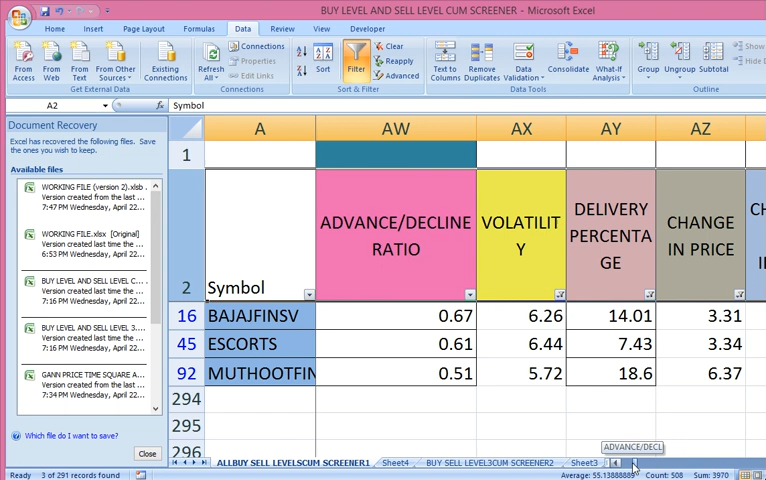 BUY LEVEL AND SELL LEVEL CUM SCREENER - Microsoft Excel
Home Insert Page Layout Formulas Data Review View Developer
From Access
From Web
From Text
From Other Sources
Existing Connections
Get External Data
Refresh All
Connections
Properties
Edit Links
Connections
Sort
Filter
Clear
Reapply
Advanced
Sort & Filter
Text to Columns
Remove Duplicates
Data Validation
Consolidate
What-If Analysis
Data Tools
Group
Ungroup
Subtotal
Show
Hide D
Outline
A2 fx Symbol
Document Recovery
Excel has recovered the following files. Save the ones you wish to keep.
Available files
WORKING FILE (version 2).xlsb
Version created from the last ...
7:47 PM Wednesday, April 22...
WORKING FILE.xlsx [Original]
Version created last time the ...
6:53 PM Wednesday, April 22...
BUY LEVEL AND SELL LEVEL C...
Version created from the last ...
7:16 PM Wednesday, April 22...
BUY LEVEL AND SELL LEVEL 3...
Version created last time the ...
7:16 PM Wednesday, April 22...
GANN PRICE TIME SQUARE A...
Version created from the last ...
7:34 PM Wednesday, April 22...
Which file do I want to save?
Close
A AW AX AY AZ
1
2 Symbol
ADVANCE/DECLINE RATIO
VOLATILIT Y
DELIVERY PERCENTA GE
CHANGE IN PRICE
CH
I
16 BAJAJFINSV 0.67 6.26 14.01 3.31
45 ESCORTS 0.61 6.44 7.43 3.34
92 MUTHOOTFIN 0.51 5.72 18.6 6.37
294
295
296
ADVANCE/DECL
ALLBUY SELL LEVELSCUM SCREENER1 Sheet4 BUY SELL LEVEL3CUM SCREENER2 Sheet3
Ready 3 of 291 records found Average: 55.13888889 Count: 508 Sum: 3970